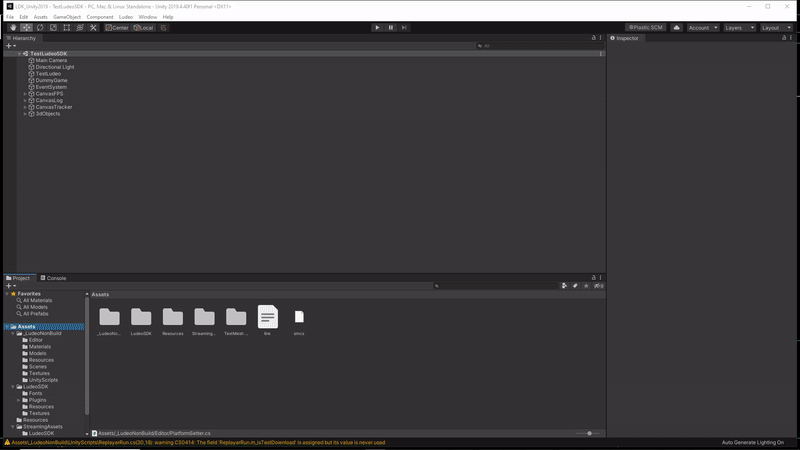 LDK_Unity2019 - TestLudeoSDK - PC, Mac & Linux Standalone - Unity 2019.4.40f1 Personal <DX11>
File Edit Assets GameObject Component Ludeo Window Help
Center Local Plastic SCM Account Layers Layout
Hierarchy
Inspector
All
TestLudeoSDK
Main Camera
Directional Light
TestLudeo
DummyGame
EventSystem
CanvasFPS
CanvasLog
CanvasTracker
3dObjects
Project Console
Favorites
All Materials
All Models
All Prefabs
Assets
_LudeoNonBuild
Editor
Materials
Models
Resources
Scenes
Textures
UnityScripts
LudeoSDK
Fonts
Plugins
Resources
Textures
Resources
StreamingAssets
LudeoSDK
Assets
_LudeoNo... LudeoSDK Resources Streaming... TextMesh... link
Assets/_LudeoNonBuild/Editor/PlatformSetter.cs
Assets\_LudeoNonBuild\UnityScripts\ReplayerRun.cs(30,18): warning CS0414: The field 'ReplayerRun.m_isTestDownload' is assigned but its value is never used
Auto Generate Lighting On